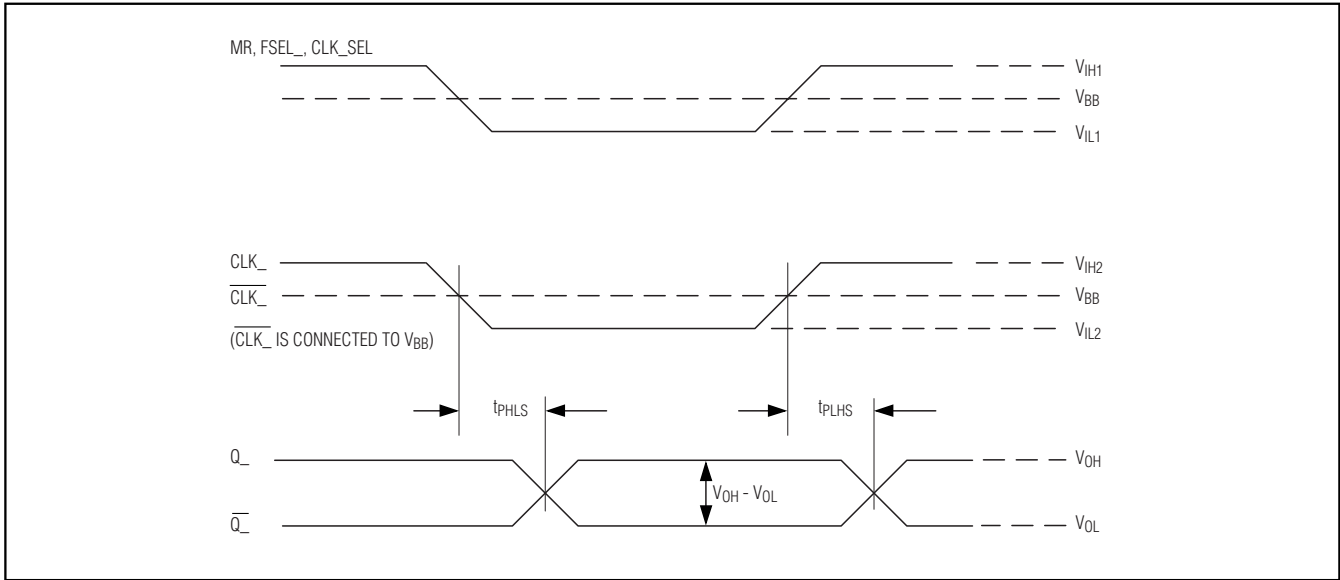 MR, FSEL_, CLK_SEL
VIH1
VBB
VIL1
CLK_
VIH2
CLK_
VBB
(CLK_ IS CONNECTED TO VBB)
VIL2
tPHLS
tPLHS
Q_
VOH
VOH - VOL
Q_
VOL